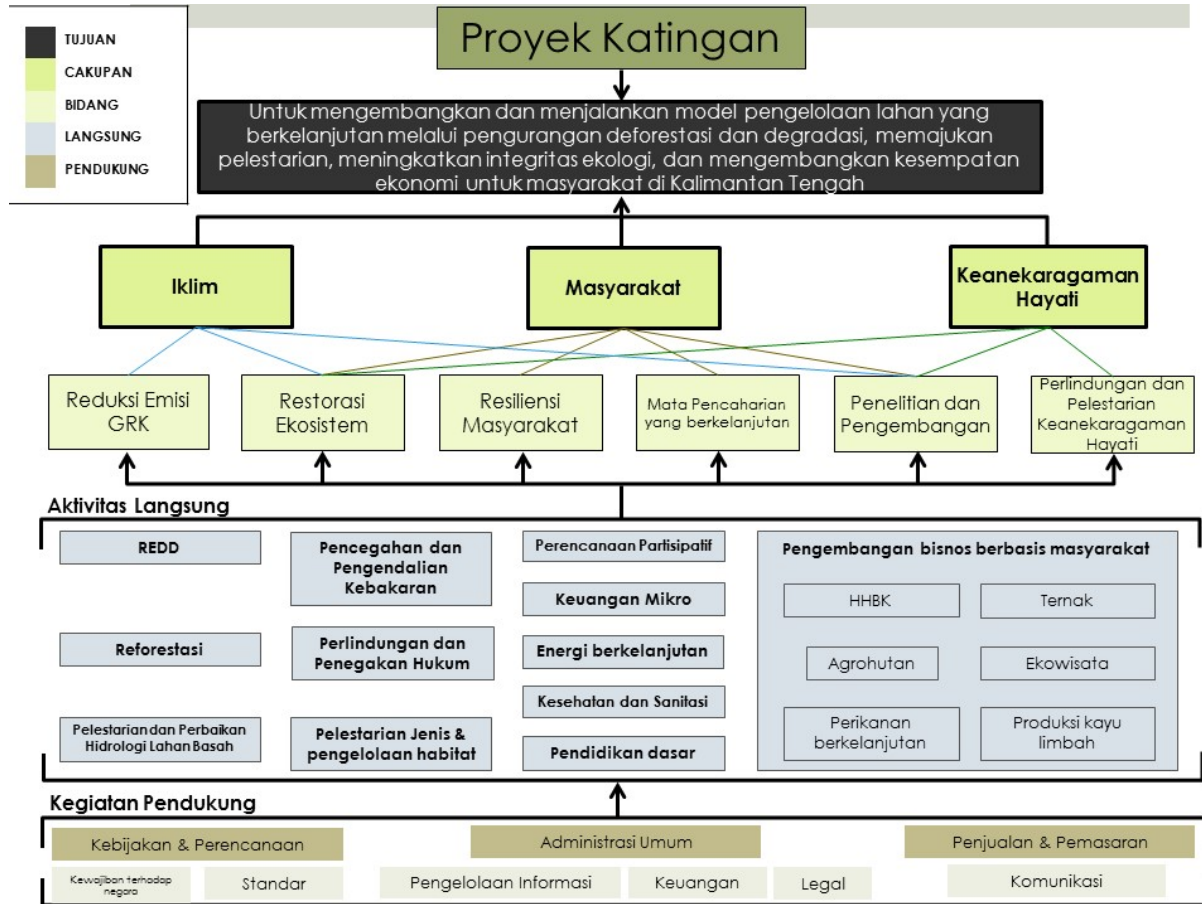 TUJUAN
CAKUPAN
BIDANG
LANGSUNG
PENDUKUNG
Proyek Katingan
Untuk mengembangkan dan menjalankan model pengelolaan lahan yang
berkelanjutan melalui pengurangan deforestasi dan degradasi, memajukan
pelestarian, meningkatkan integritas ekologi, dan mengembangkan kesempatan
ekonomi untuk masyarakat di Kalimantan Tengah
Iklim
Masyarakat
Keanekaragaman
Hayati
Reduksi Emisi
GRK
Restorasi
Ekosistem
Resiliensi
Masyarakat
Mata Pencaharian
yang berkelanjutan
Penelitian dan
Pengembangan
Perlindungan dan
Pelestarian
Keanekaragaman
Hayati
Aktivitas Langsung
REDD
Reforestasi
Pelestarian dan Perbaikan
Hidrologi Lahan Basah
Pencegahan dan
Pengendalian
Kebakaran
Perlindungan dan
Penegakan Hukum
Pelestarian Jenis &
pengelolaan habitat
Perencanaan Partisipatif
Keuangan Mikro
Energi berkelanjutan
Kesehatan dan Sanitasi
Pendidikan dasar
Pengembangan bisnos berbasis masyarakat
HHBK
Ternak
Agrohutan
Ekowisata
Perikanan
berkelanjutan
Produksi kayu
limbah
Kegiatan Pendukung
Kebijakan & Perencanaan
Administrasi Umum
Penjualan & Pemasaran
Kewajiban terhadap
negara
Standar
Pengelolaan Informasi
Keuangan
Legal
Komunikasi